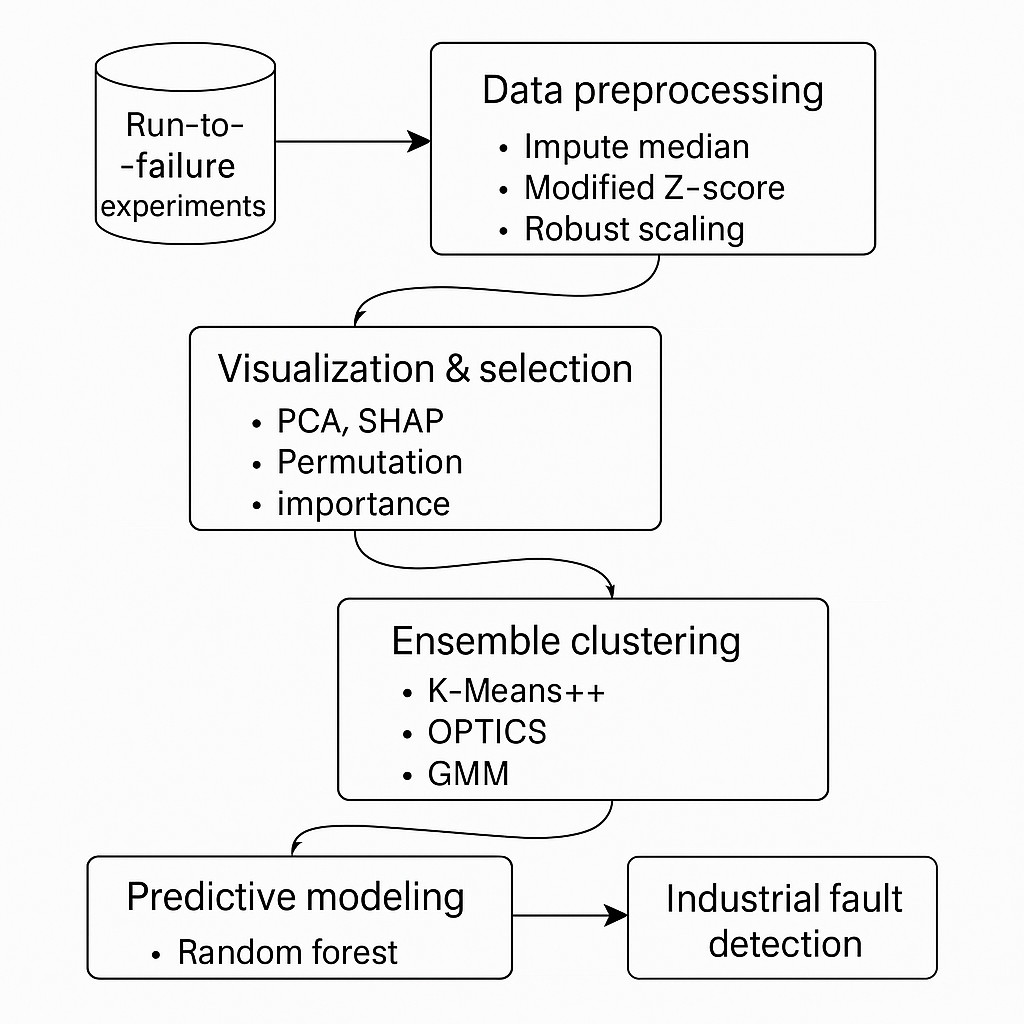 Run-to-
-failure
experiments
Data preprocessing
• Impute median
• Modified Z-score
• Robust scaling
Visualization & selection
• PCA, SHAP
• Permutation
• importance
Ensemble clustering
• K-Means++
• OPTICS
• GMM
Predictive modeling
• Random forest
Industrial fault
detection